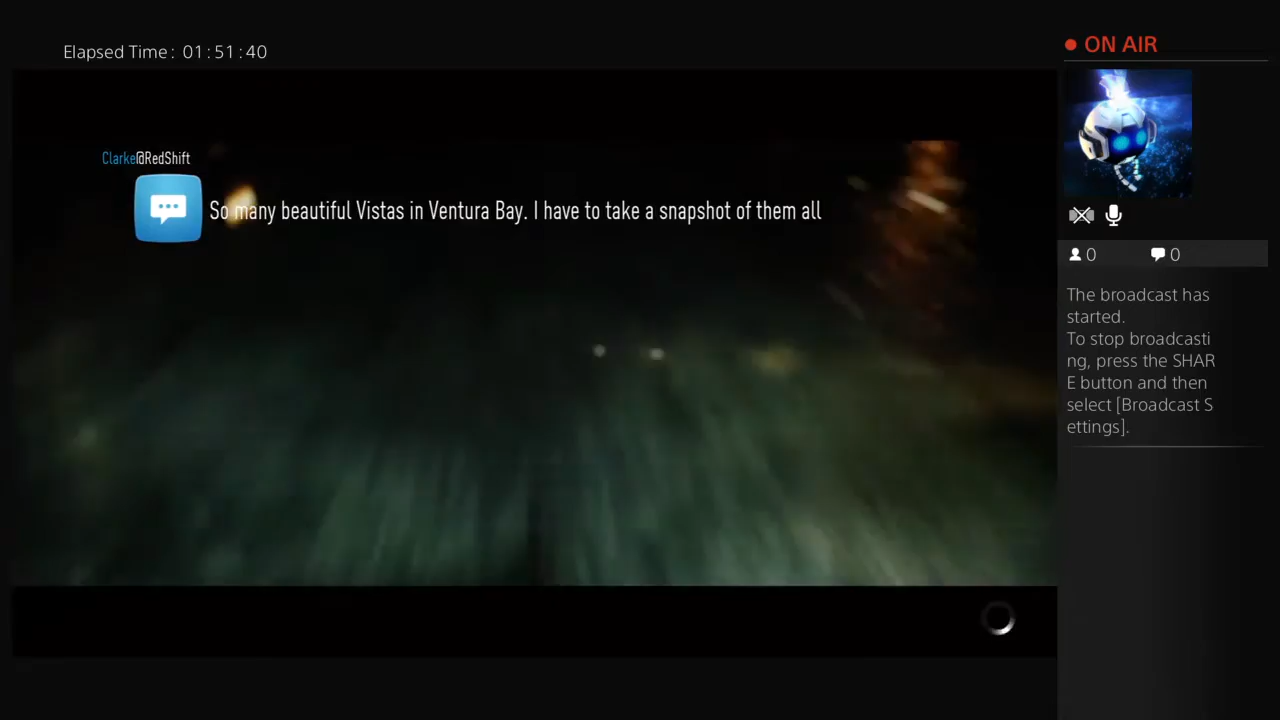 Elapsed Time: 01:51:40
ON AIR
Clarke@RedShift
So many beautiful Vistas in Ventura Bay. I have to take a snapshot of them all
0 0
The broadcast has
started.
To stop broadcasti
ng, press the SHAR
E button and then
select [Broadcast S
ettings].